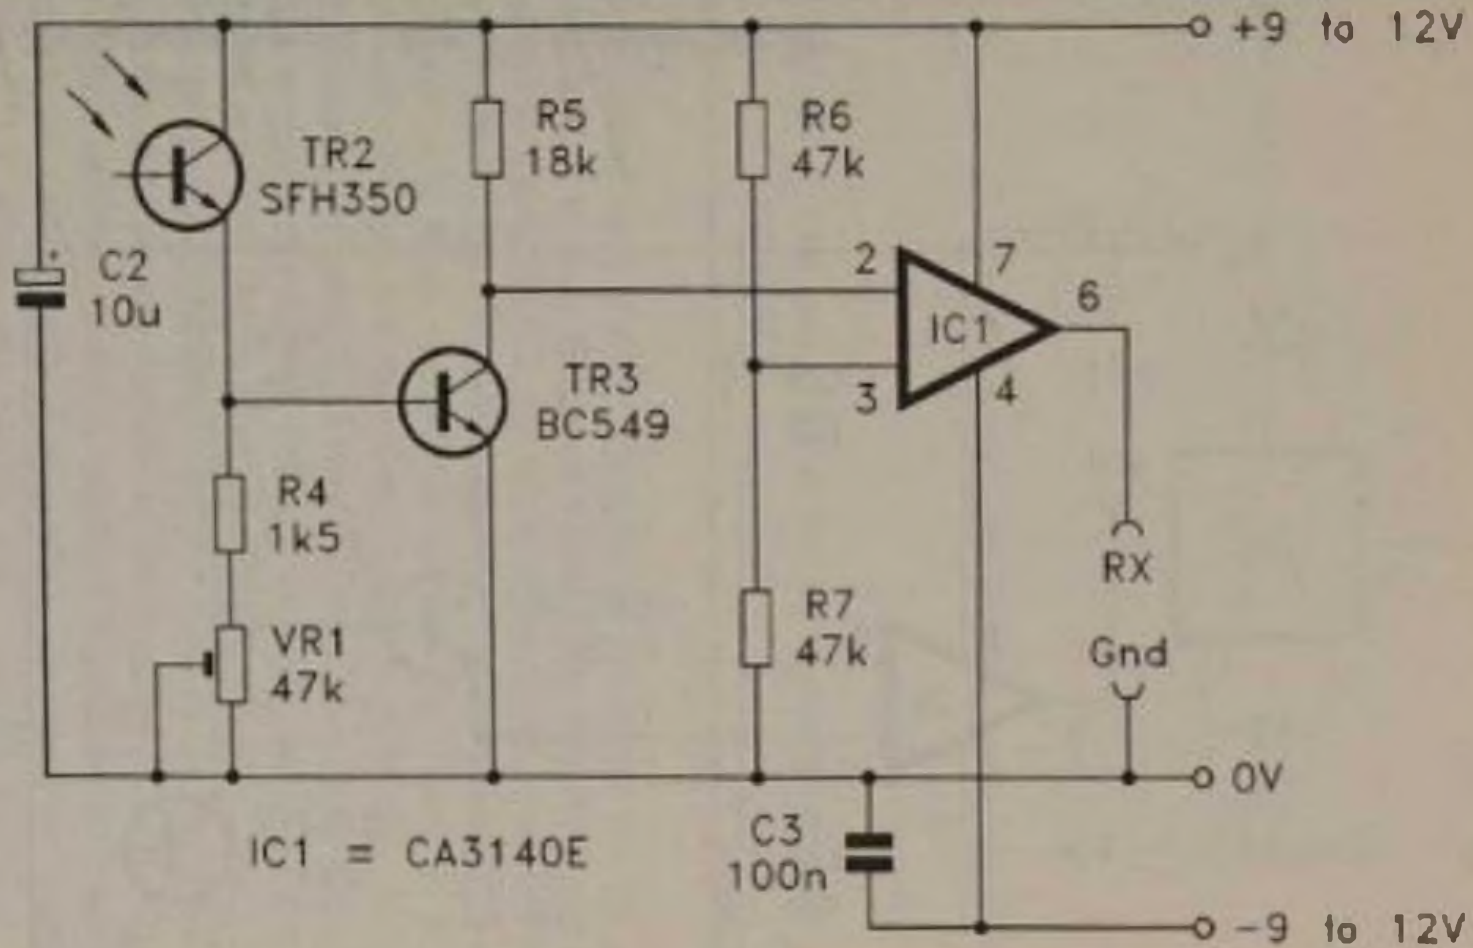 +9 to 12V
TR2
SFH350
R5
18k
R6
47k
C2
10u
+
2
7
IC1
6
3
4
TR3
BC549
R4
1k5
RX
VR1
47k
R7
47k
Gnd
0V
IC1 = CA3140E
C3
100n
-9 to 12V